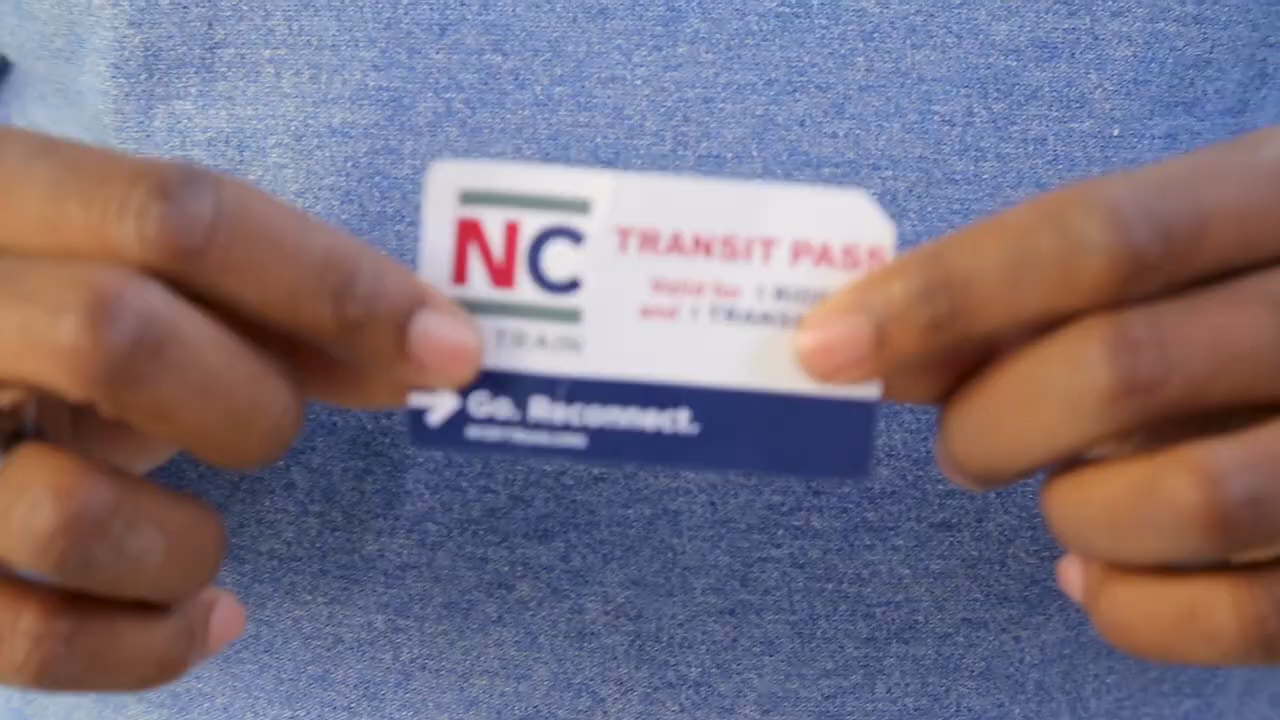 NC
TRAIN
TRANSIT PASS
Valid for 1
and 1
Go. Reconnect.